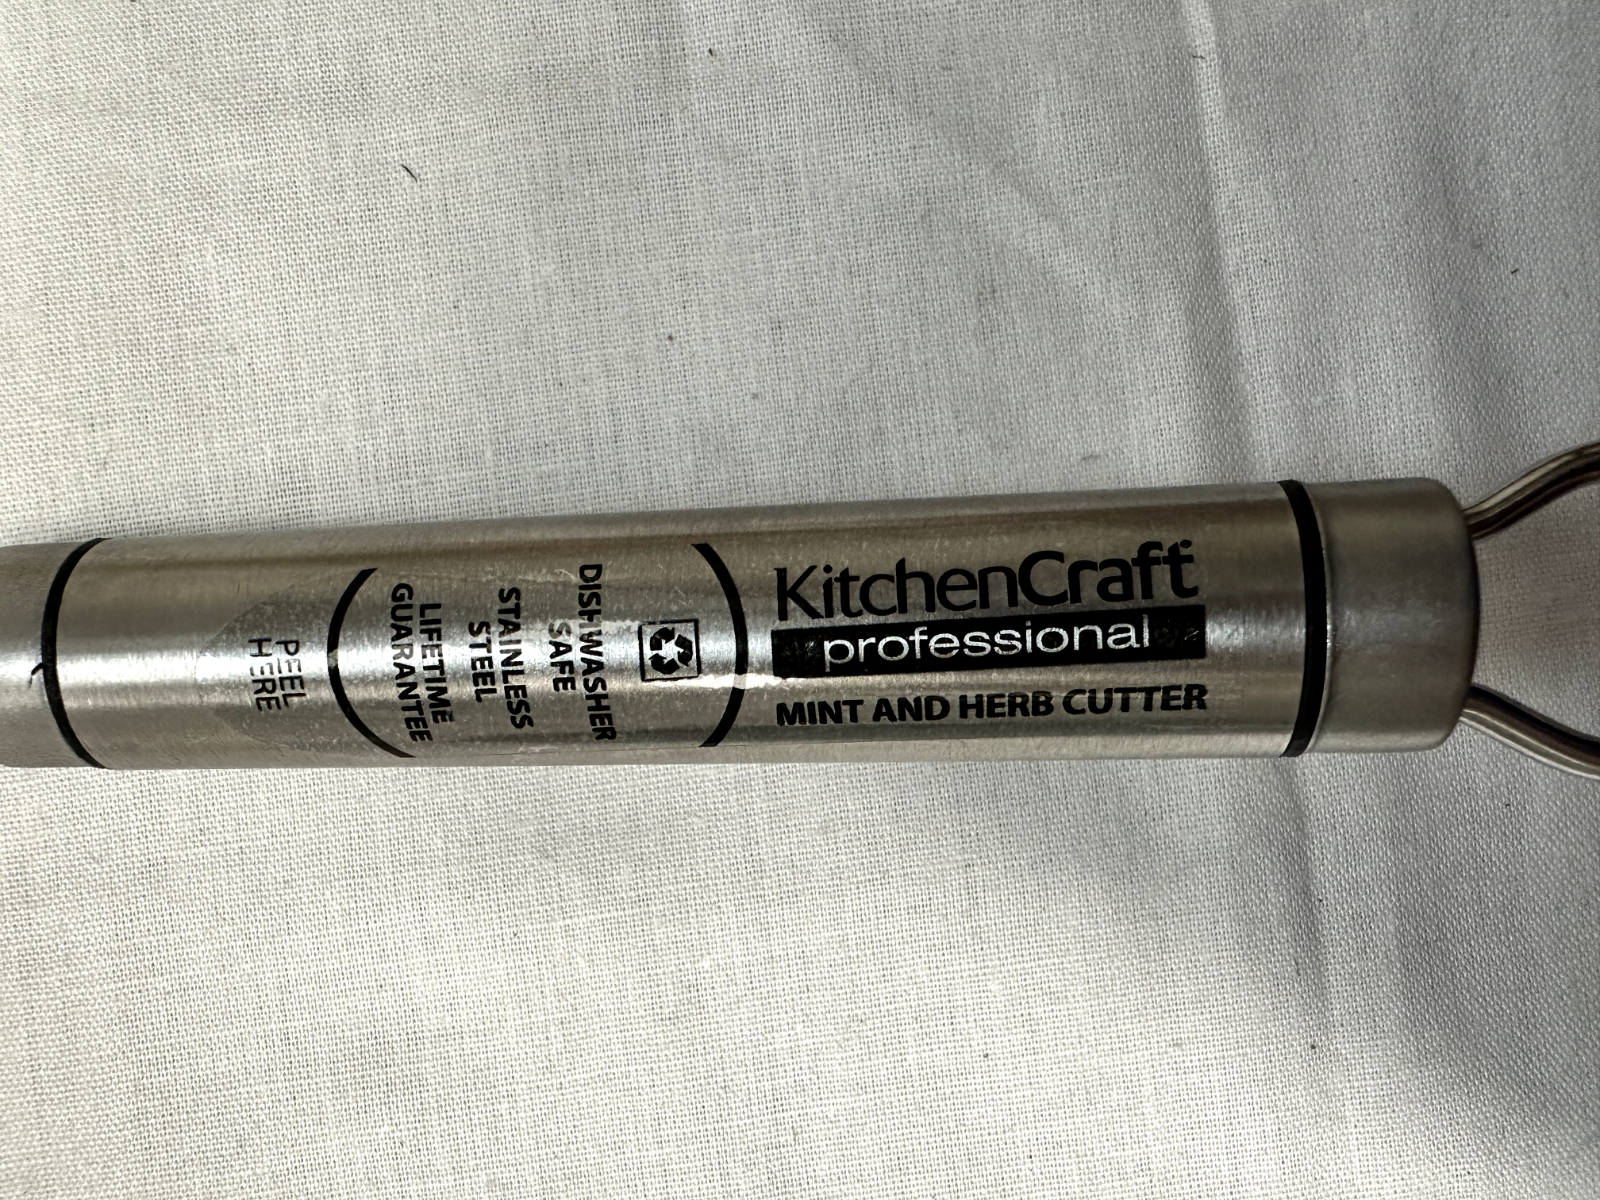 KitchenCraft
professional
MINT AND HERB CUTTER
DISHWASHER
SAFE
STAINLESS
STEEL
LIFETIME
GUARANTEE
PEEL
HERE